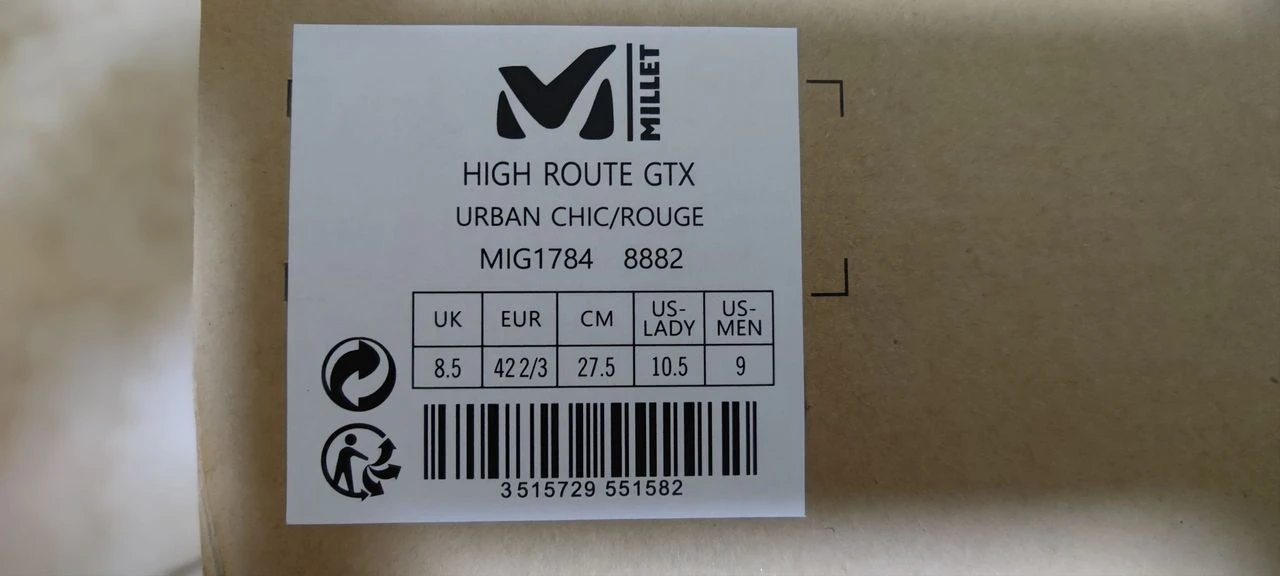 MILLET
HIGH ROUTE GTX
URBAN CHIC/ROUGE
MIG1784 8882
UK EUR CM US-LADY US-MEN
8.5 42 2/3 27.5 10.5 9
3 515729 551582